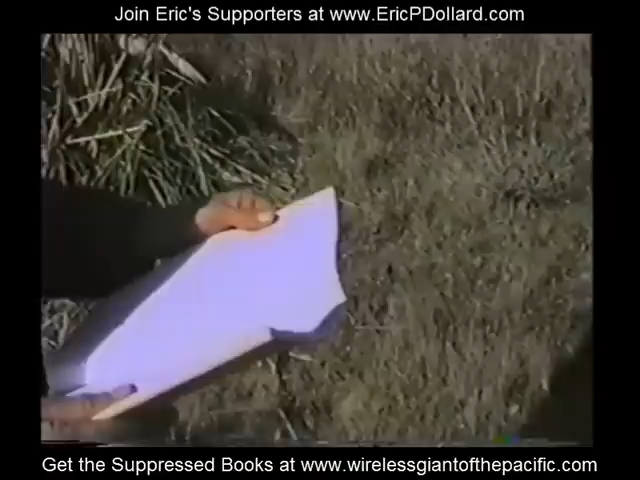 Join Eric's Supporters at www.EricPDollard.com
Get the Suppressed Books at www.wirelessgiantofthepacific.com